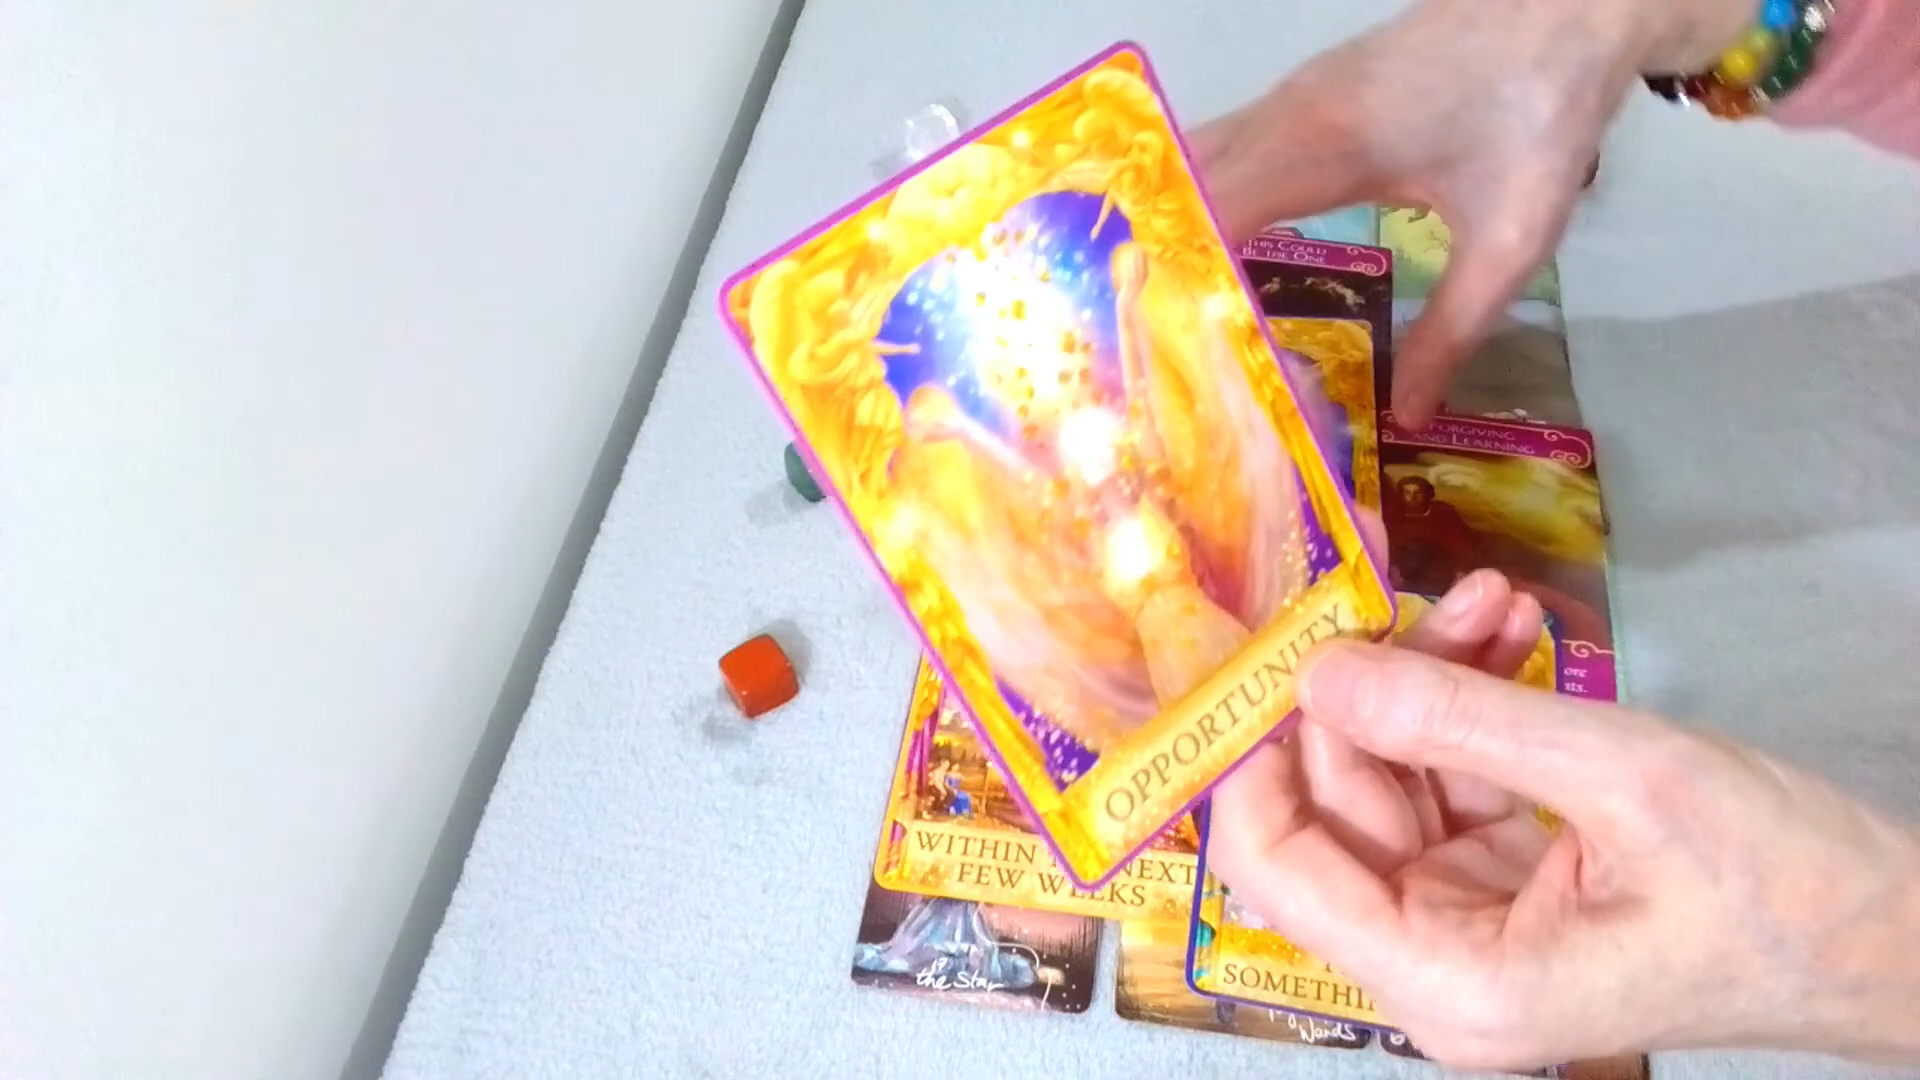 THIS COULD
BE THE ONE
FORGIVING
AND LEARNING
OPPORTUNITY
WITHIN NEXT
FEW WEEKS
the Star
Wands